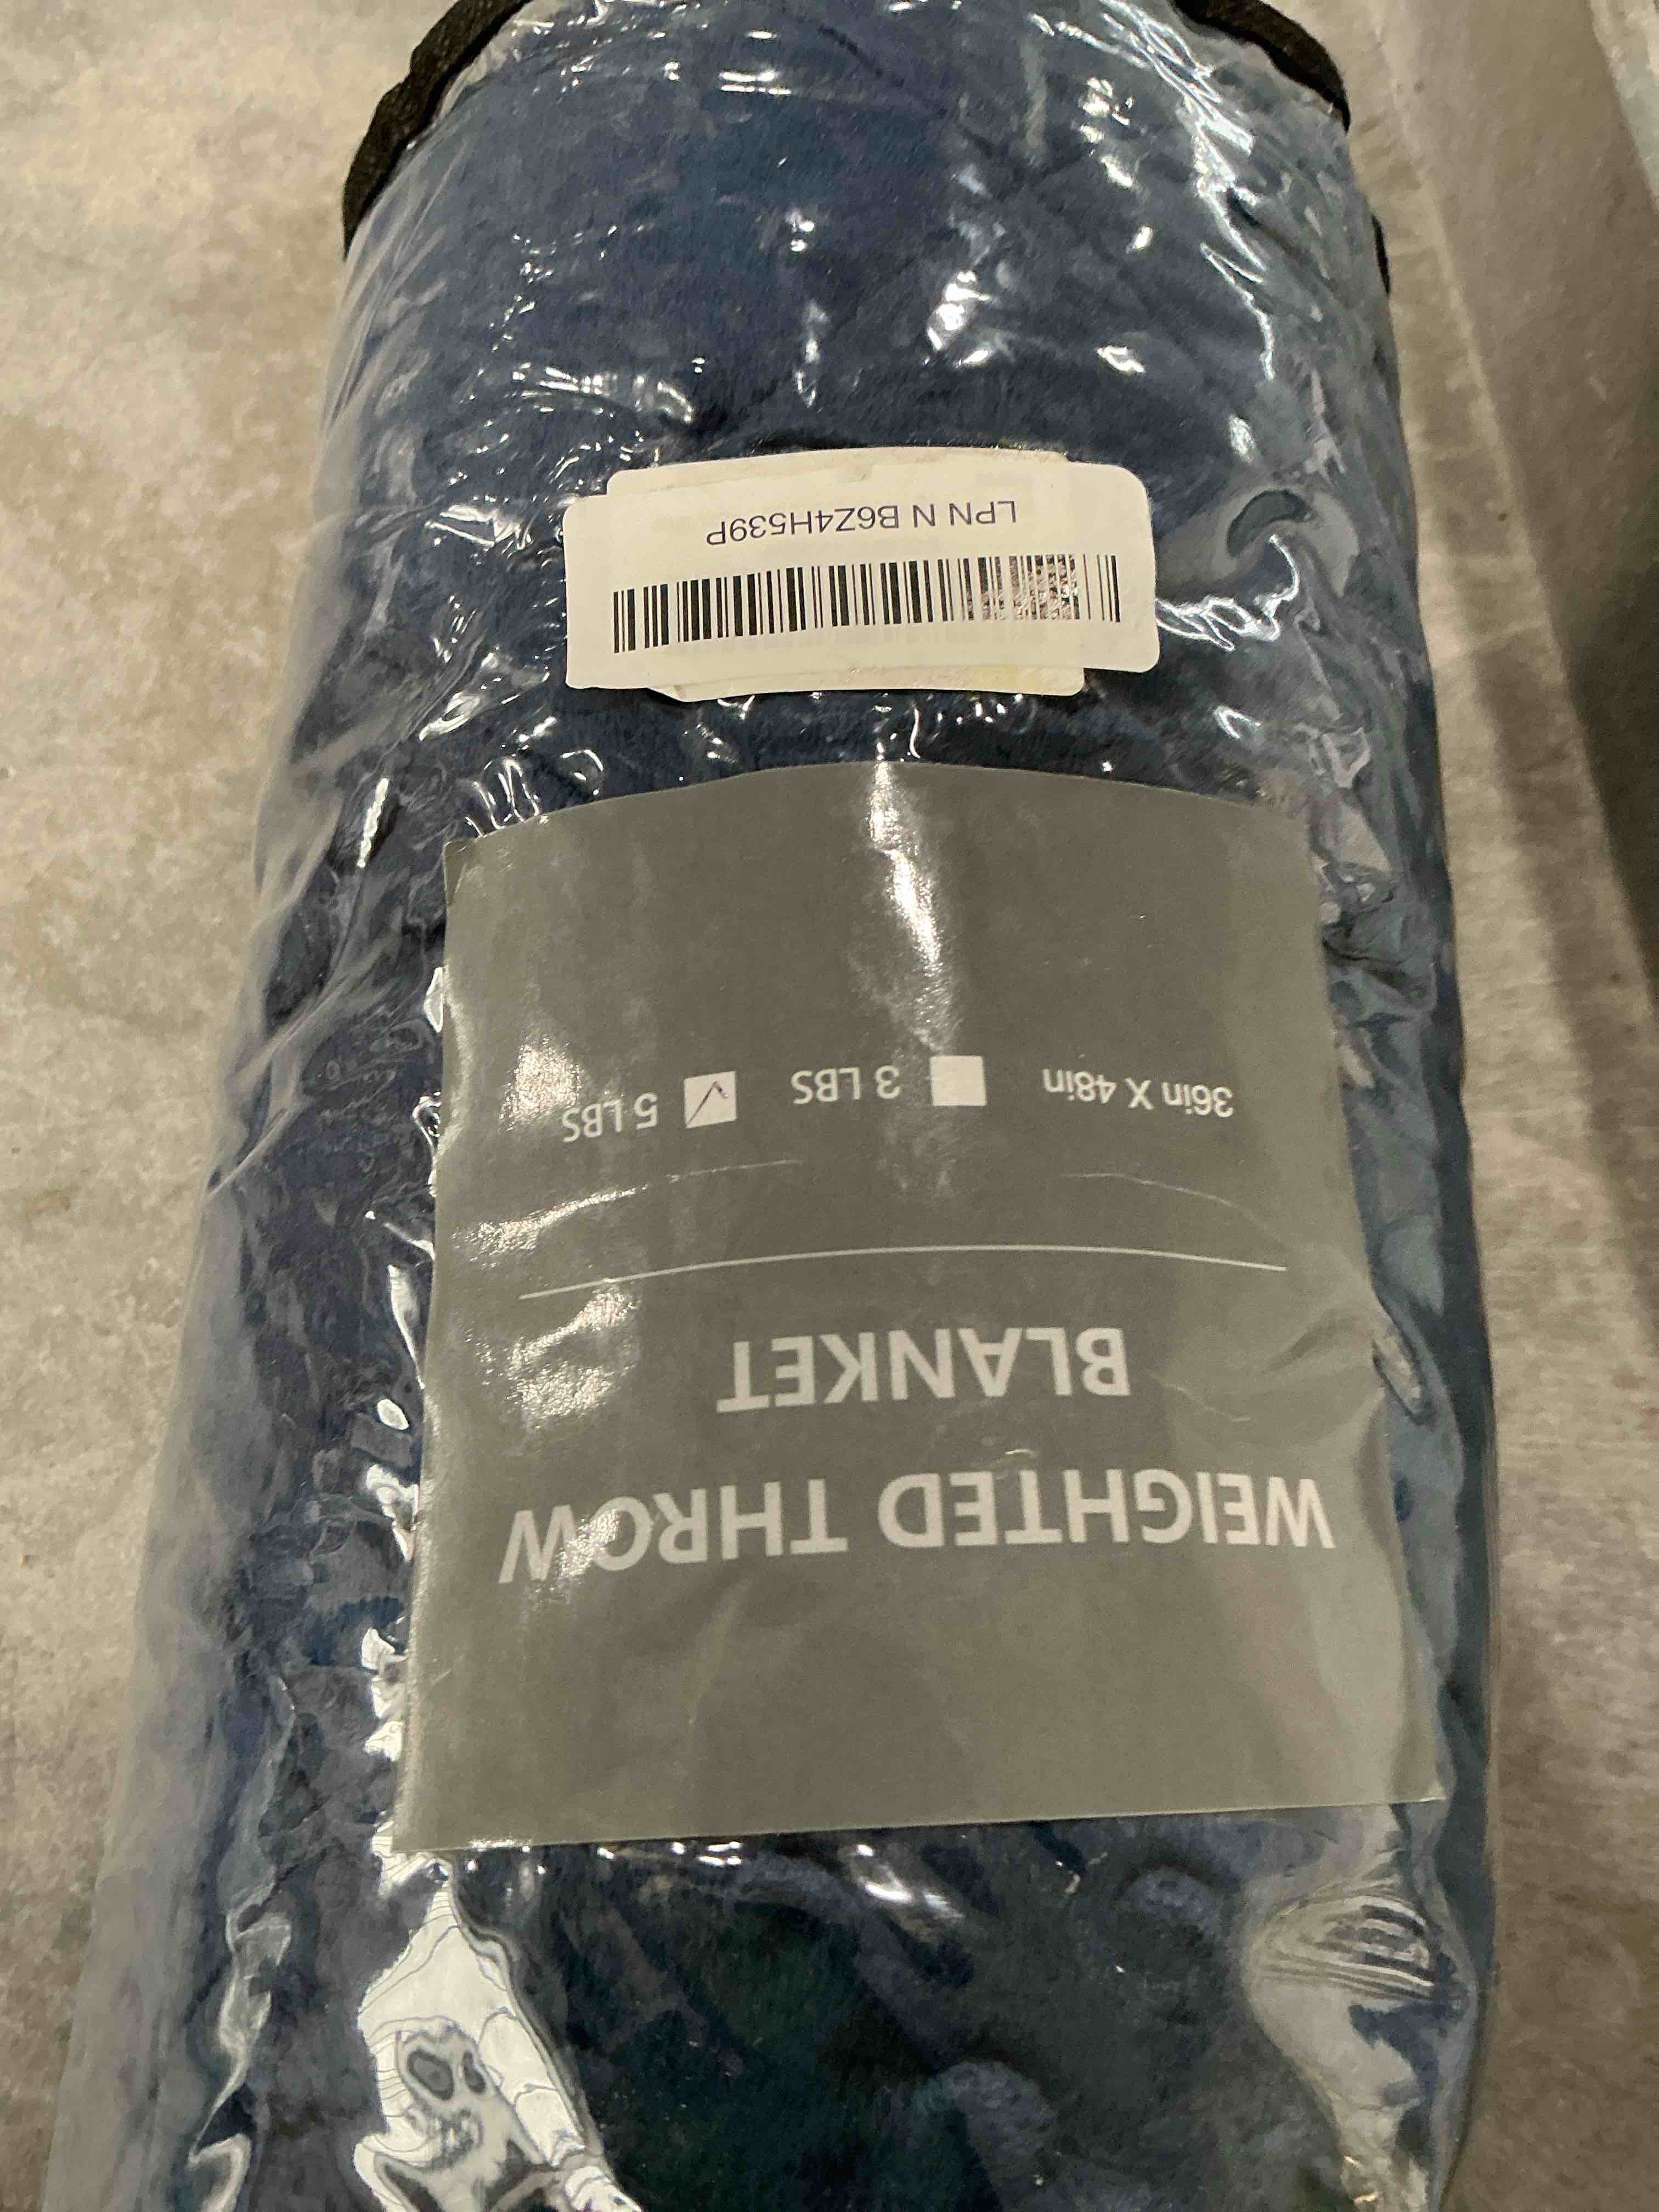 WEIGHTED THROW
BLANKET
36in X 48in 3 LBS 5 LBS
LPN N B6Z4H539P